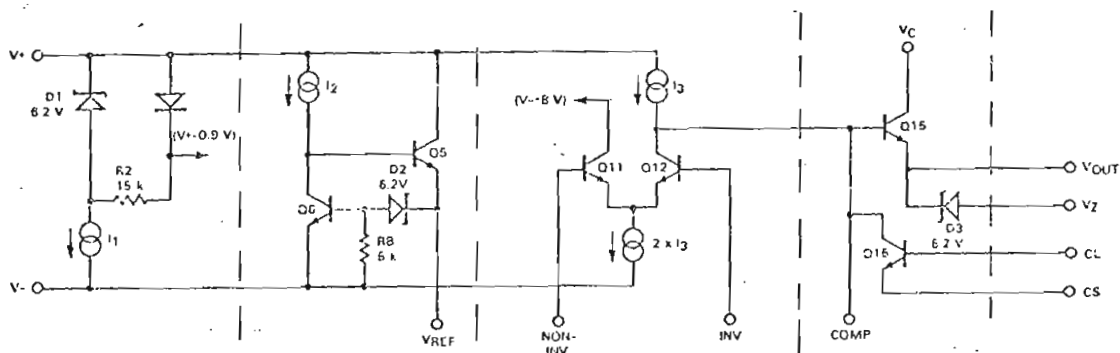 V+
D1
6.2 V
(V+-0.9 V)
R2
15 k
I1
V-
I2
Q5
D2
6.2V
Q6
R8
5 k
VREF
(V--8 V)
I3
Q11
Q12
2 x I3
NON-
INV
INV
VC
Q15
VOUT
VZ
D3
6.2 V
Q16
CL
CS
COMP